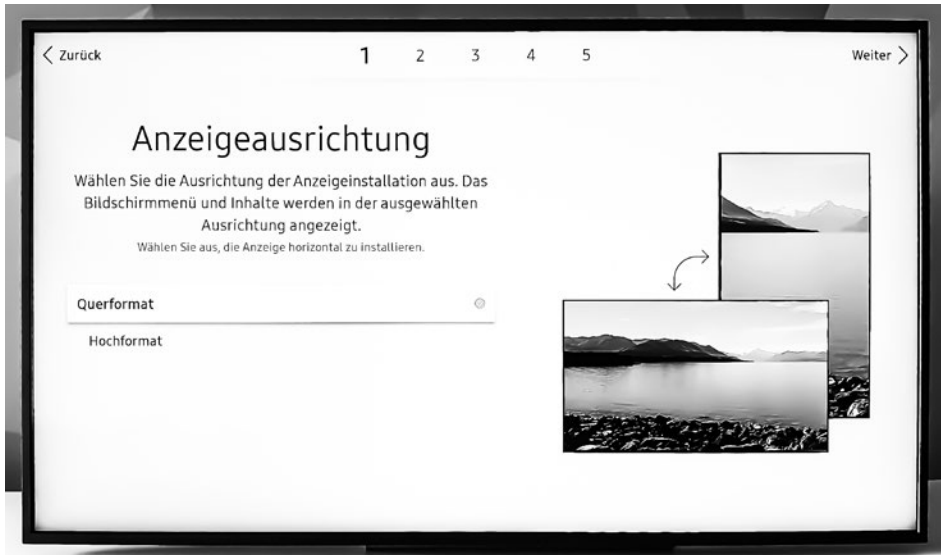 Zurück
1 2 3 4 5
Weiter
Anzeigeausrichtung
Wählen Sie die Ausrichtung der Anzeigeinstallation aus. Das
Bildschirmmenü und Inhalte werden in der ausgewählten
Ausrichtung angezeigt.
Wählen Sie aus, die Anzeige horizontal zu installieren.
Querformat
Hochformat